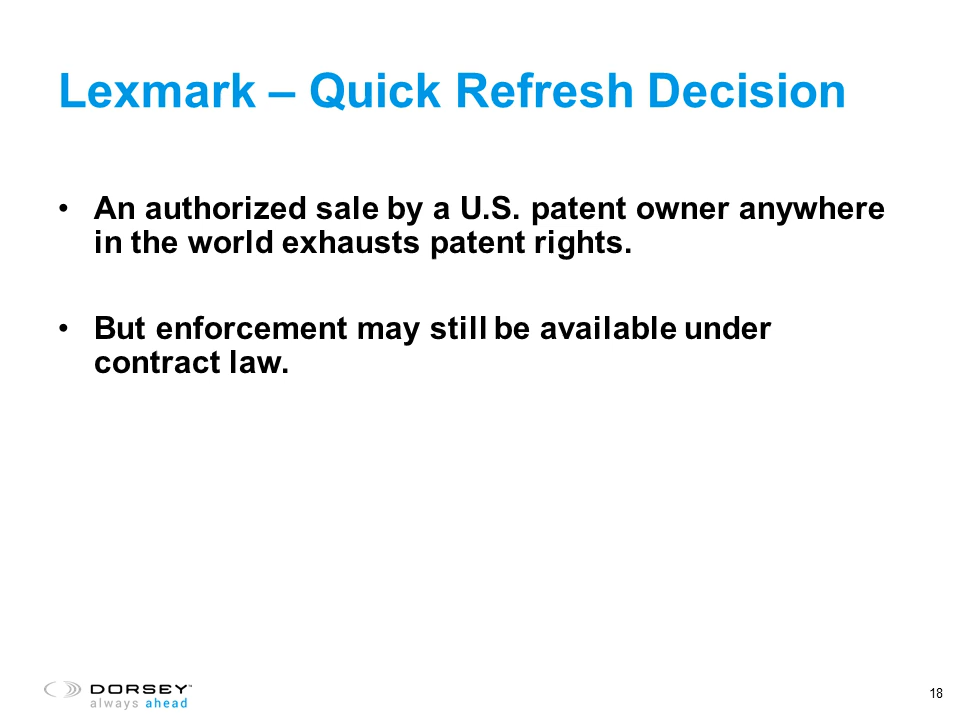 Lexmark – Quick Refresh Decision
• An authorized sale by a U.S. patent owner anywhere
in the world exhausts patent rights.
• But enforcement may still be available under
contract law.
DORSEY™
always ahead
18